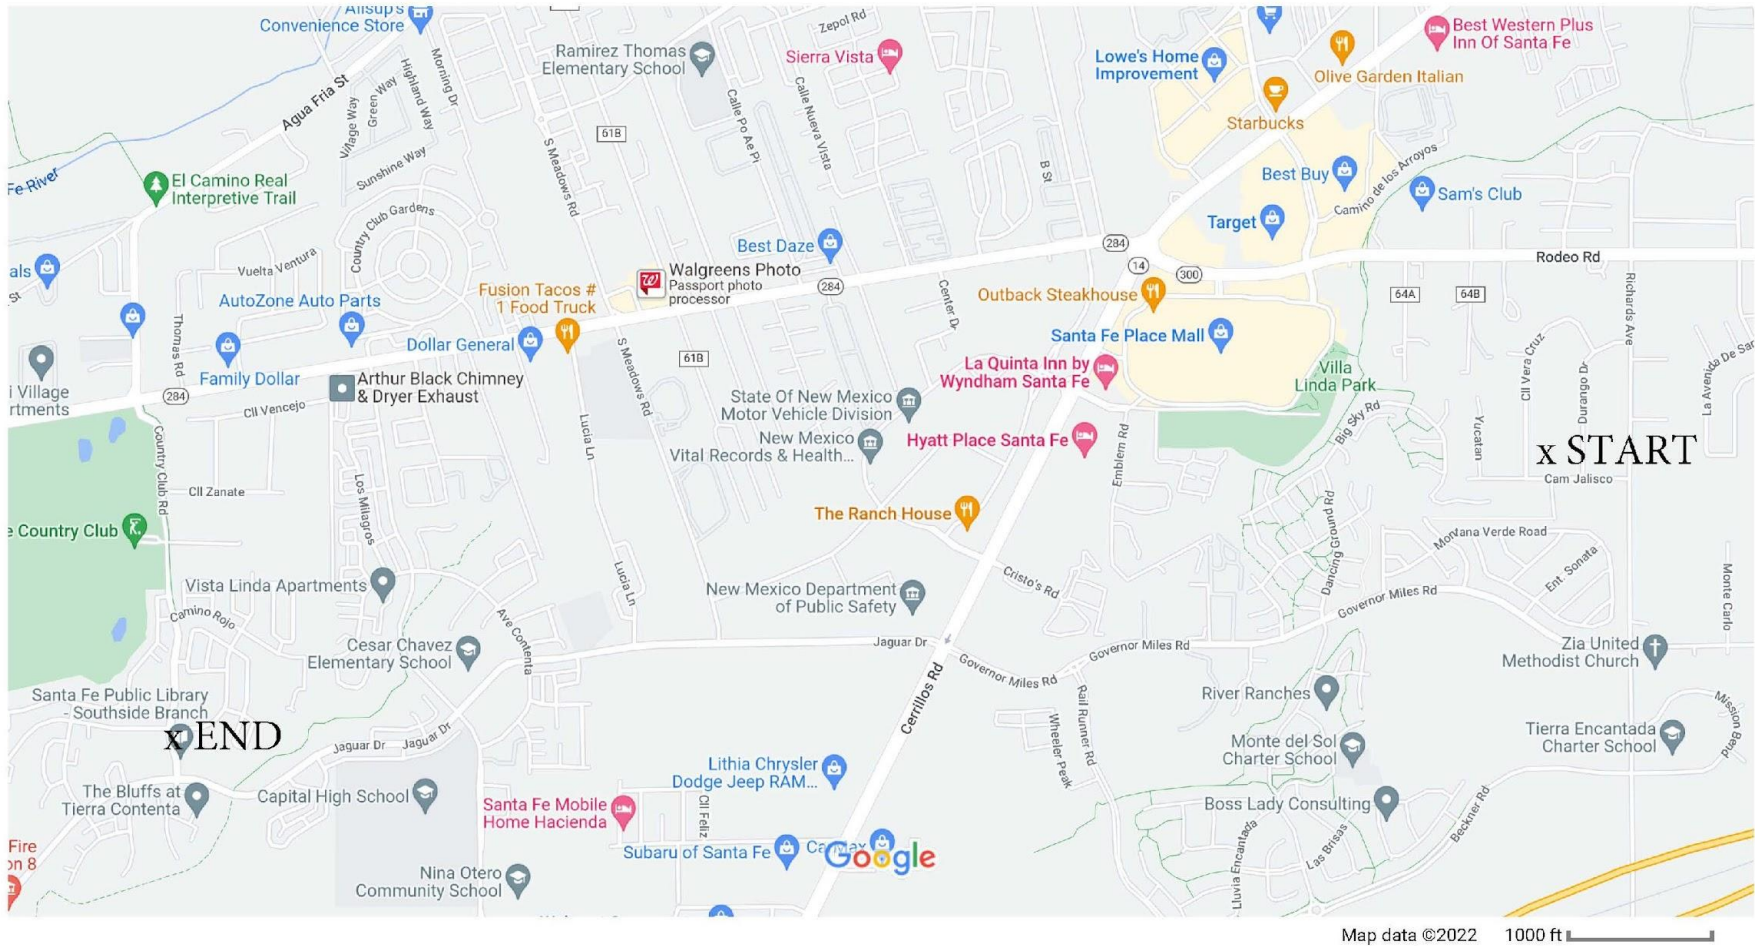 Allsup's
Convenience Store
Zepol Rd
Best Western Plus
Inn Of Santa Fe
Ramirez Thomas
Elementary School
Sierra Vista
Lowe's Home
Improvement
Olive Garden Italian
Morning Dr
Highland Way
Green Way
Village Way
Agua Fria St
Calle Po Ae Pi
Calle Nueva Vista
Starbucks
61B
S Meadows Rd
B St
Sunshine Way
Best Buy
Camino de los Arroyos
Sam's Club
Fe River
El Camino Real
Interpretive Trail
Country Club Gardens
Target
Best Daze
284
14
300
Rodeo Rd
als
St
Vuelta Ventura
Walgreens Photo
Passport photo
processor
284
Outback Steakhouse
64A
64B
Richards Ave
AutoZone Auto Parts
Fusion Tacos #
1 Food Truck
Center Dr
Thomas Rd
Dollar General
S Meadows Rd
61B
Santa Fe Place Mall
Cll Vera Cruz
Durango Dr
La Avenida De San
Family Dollar
La Quinta Inn by
Wyndham Santa Fe
Villa
Linda Park
i Village
rtments
284
Arthur Black Chimney
& Dryer Exhaust
Cll Vencejo
State Of New Mexico
Motor Vehicle Division
Big Sky Rd
Yucatan
Country Club Rd
Lucia Ln
New Mexico
Vital Records & Health...
Hyatt Place Santa Fe
Emblem Rd
x START
Cam Jalisco
Cll Zanate
Los Milagros
The Ranch House
Dancing Ground Rd
Montana Verde Road
e Country Club
Ent. Sonata
Vista Linda Apartments
Lucia Ln
New Mexico Department
of Public Safety
Cristo's Rd
Governor Miles Rd
Monte Carlo
Camino Rojo
Ave Contenta
Cesar Chavez
Elementary School
Jaguar Dr
Governor Miles Rd
Governor Miles Rd
Zia United
Methodist Church
Cerrillos Rd
Santa Fe Public Library
- Southside Branch
x END
Rail Runner Rd
River Ranches
Mission Bend
Jaguar Dr
Jaguar Dr
Wheeler Peak
Monte del Sol
Charter School
Tierra Encantada
Charter School
Lithia Chrysler
Dodge Jeep RAM...
The Bluffs at
Tierra Contenta
Capital High School
Santa Fe Mobile
Home Hacienda
Cll Feliz
Boss Lady Consulting
Beckner Rd
Lluvia Encantada
Las Brisas
Fire
on 8
Subaru of Santa Fe
CarMax
Google
Nina Otero
Community School
Map data ©2022
1000 ft